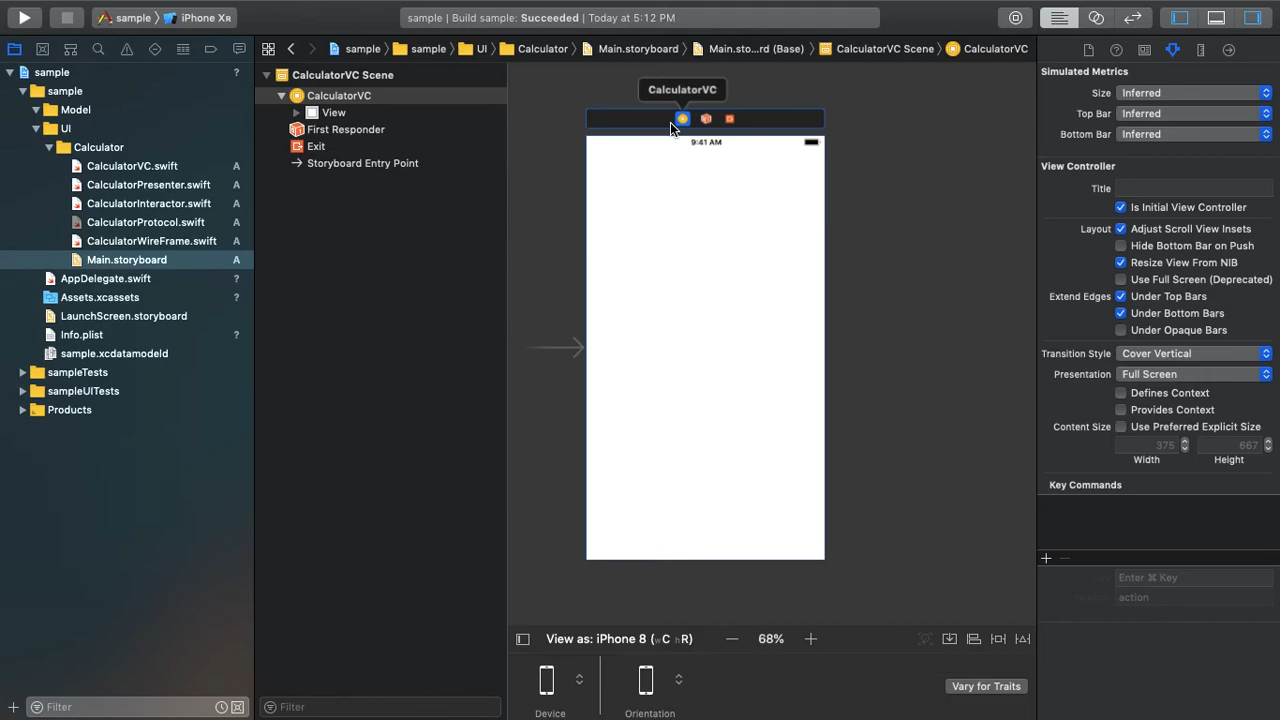 sample
iPhone Xʀ
sample | Build sample: Succeeded | Today at 5:12 PM
sample
sample
UI
Calculator
Main.storyboard
Main.sto...rd (Base)
CalculatorVC Scene
CalculatorVC
sample
?
sample
Model
UI
Calculator
CalculatorVC.swift
A
CalculatorPresenter.swift
A
CalculatorInteractor.swift
A
CalculatorProtocol.swift
A
CalculatorWireFrame.swift
A
Main.storyboard
A
AppDelegate.swift
?
Assets.xcassets
?
LaunchScreen.storyboard
Info.plist
?
sample.xcdatamodeld
sampleTests
sampleUITests
Products
Filter
CalculatorVC Scene
CalculatorVC
View
First Responder
Exit
Storyboard Entry Point
Filter
CalculatorVC
9:41 AM
View as: iPhone 8 (wC hR)
68%
Device
Orientation
Vary for Traits
Simulated Metrics
Size
Inferred
Top Bar
Inferred
Bottom Bar
Inferred
View Controller
Title
Is Initial View Controller
Layout
Adjust Scroll View Insets
Hide Bottom Bar on Push
Resize View From NIB
Use Full Screen (Deprecated)
Extend Edges
Under Top Bars
Under Bottom Bars
Under Opaque Bars
Transition Style
Cover Vertical
Presentation
Full Screen
Defines Context
Provides Context
Content Size
Use Preferred Explicit Size
375
667
Width
Height
Key Commands
Enter ⌘ Key
action